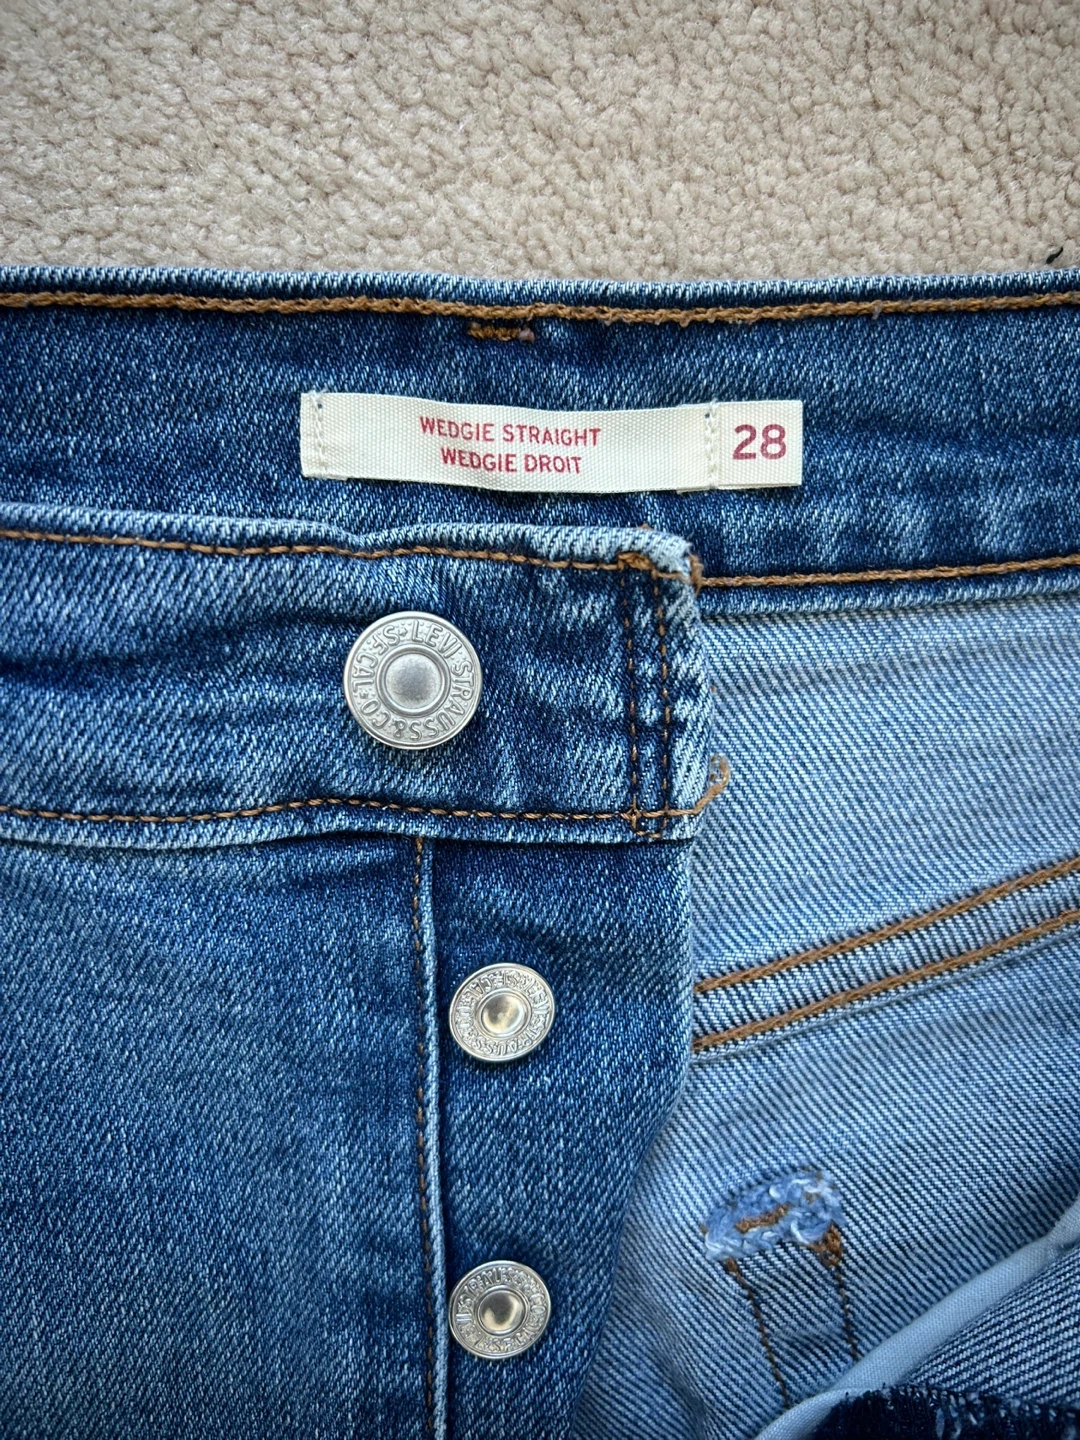 WEDGIE STRAIGHT
WEDGIE DROIT
28
LEVI STRAUSS & CO. S.F. CAL.